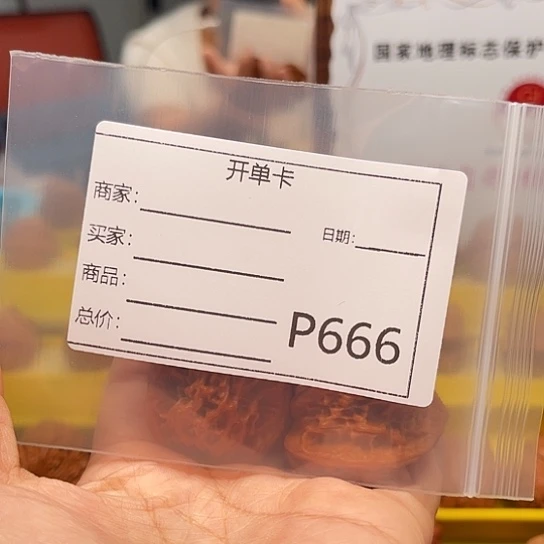 国家地理标志保护
开单卡
商家：
日期：
买家：
商品：
总价：
P666